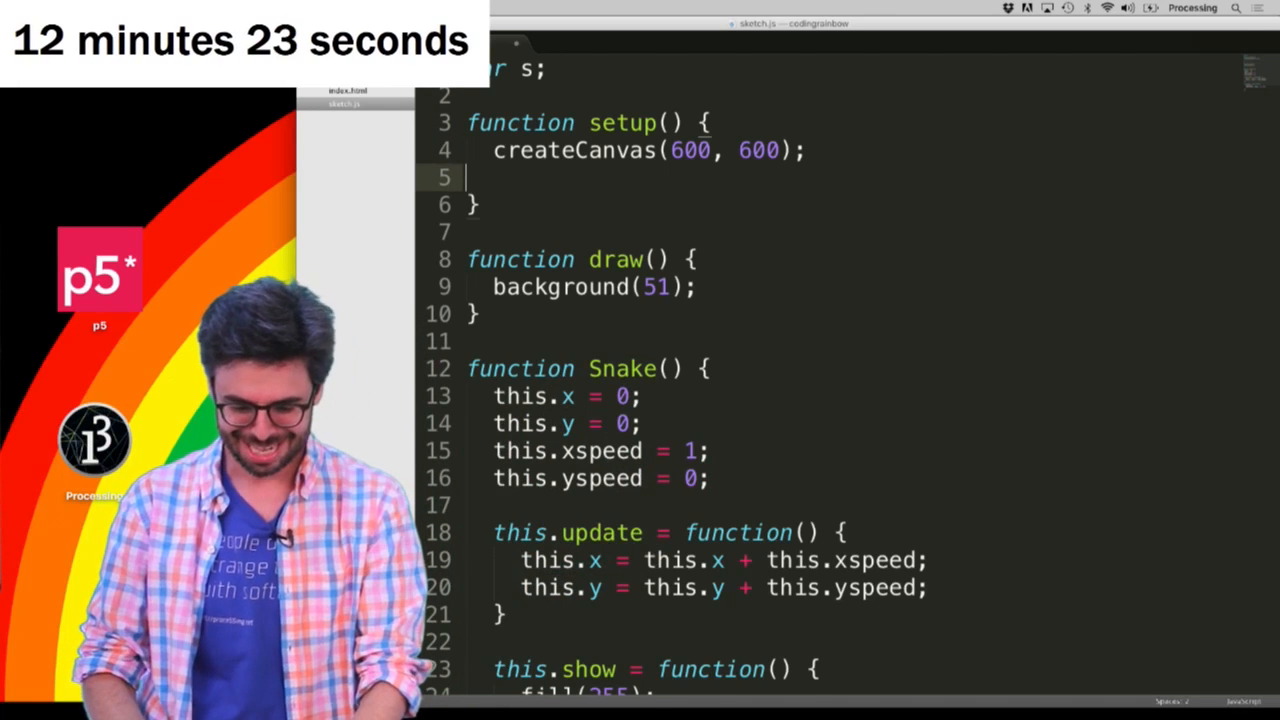 12 minutes 23 seconds
Processing
sketch.js — codingrainbow
index.html
sketch.js
r s;
2
3 function setup() {
4 createCanvas(600, 600);
5
6 }
7
8 function draw() {
9 background(51);
10 }
11
12 function Snake() {
13 this.x = 0;
14 this.y = 0;
15 this.xspeed = 1;
16 this.yspeed = 0;
17
18 this.update = function() {
19 this.x = this.x + this.xspeed;
20 this.y = this.y + this.yspeed;
21 }
22
23 this.show = function() {
24 fill(255);
p5*
p5
Processing
eople
trange
with soft
Spaces: 2 JavaScript